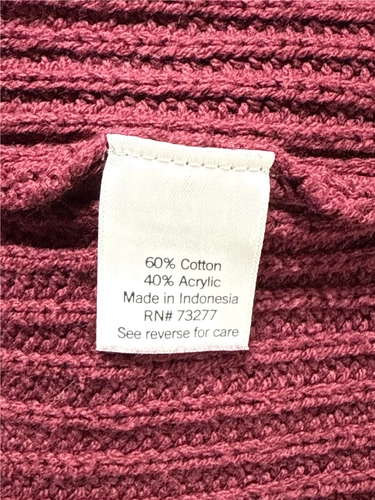 60% Cotton
40% Acrylic
Made in Indonesia
RN# 73277
See reverse for care